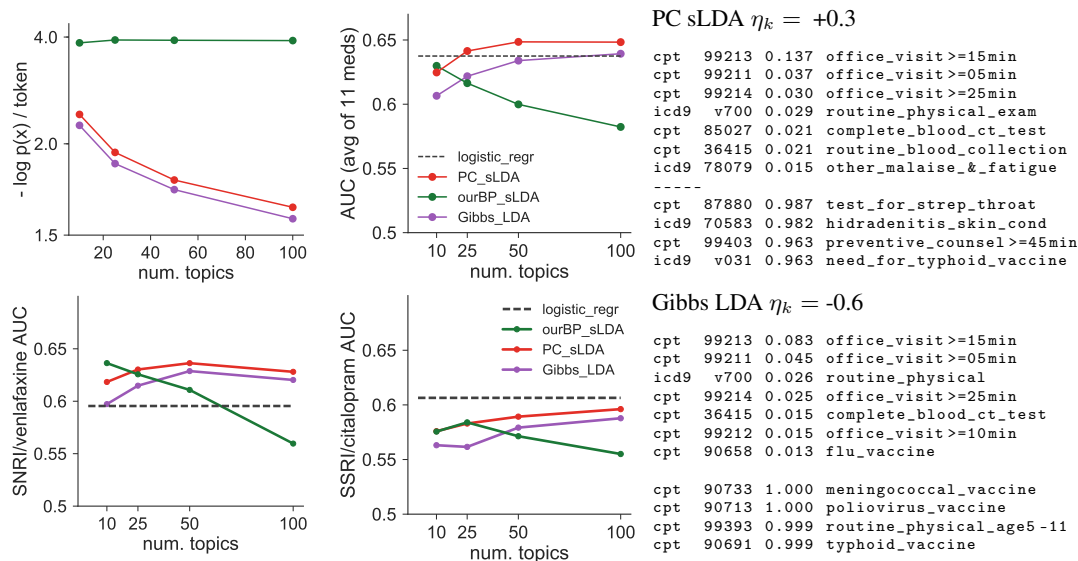 4.0
2.0
1.5
- log p(x) / token
20
40
60
80
100
num. topics
0.65
0.6
0.5
AUC (avg of 11 meds)
logistic_regr
PC_sLDA
ourBP_sLDA
Gibbs_LDA
10
25
50
100
num. topics
PC sLDA ηk = +0.3
cpt 99213 0.137 office_visit>=15min
cpt 99211 0.037 office_visit>=05min
cpt 99214 0.030 office_visit>=25min
icd9 v700 0.029 routine_physical_exam
cpt 85027 0.021 complete_blood_ct_test
cpt 36415 0.021 routine_blood_collection
icd9 78079 0.015 other_malaise_&_fatigue
-----
cpt 87880 0.987 test_for_strep_throat
icd9 70583 0.982 hidradenitis_skin_cond
cpt 99403 0.963 preventive_counsel>=45min
icd9 v031 0.963 need_for_typhoid_vaccine
0.65
0.6
0.55
0.5
SNRI/venlafaxine AUC
10
25
50
100
num. topics
0.65
0.6
0.55
0.5
SSRI/citalopram AUC
logistic_regr
ourBP_sLDA
PC_sLDA
Gibbs_LDA
10
25
50
100
num. topics
Gibbs LDA ηk = -0.6
cpt 99213 0.083 office_visit>=15min
cpt 99211 0.045 office_visit>=05min
icd9 v700 0.026 routine_physical
cpt 99214 0.025 office_visit>=25min
cpt 36415 0.015 complete_blood_ct_test
cpt 99212 0.015 office_visit>=10min
cpt 90658 0.013 flu_vaccine
cpt 90733 1.000 meningococcal_vaccine
cpt 90713 1.000 poliovirus_vaccine
cpt 99393 0.999 routine_physical_age5-11
cpt 90691 0.999 typhoid_vaccine